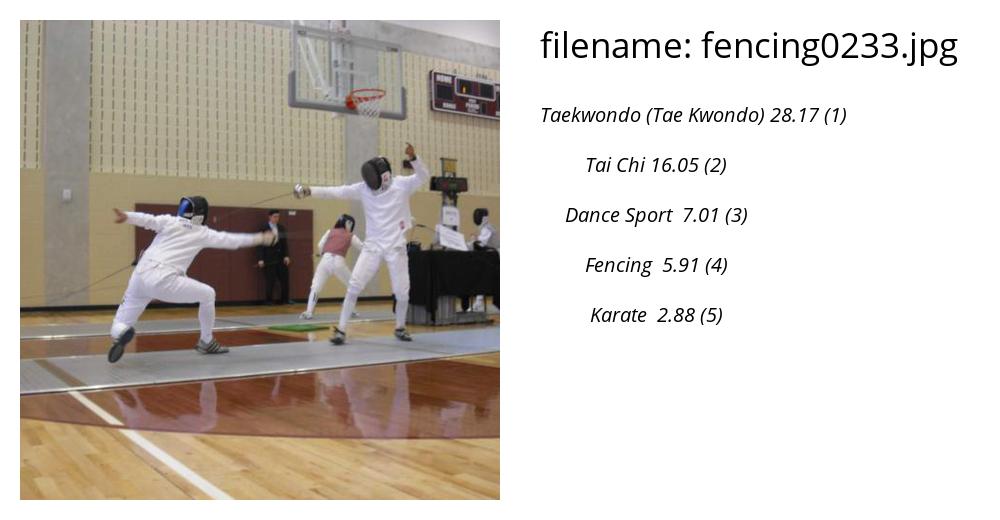 filename: fencing0233.jpg
Taekwondo (Tae Kwondo) 28.17 (1)
Tai Chi 16.05 (2)
Dance Sport 7.01 (3)
Fencing 5.91 (4)
Karate 2.88 (5)
HOME